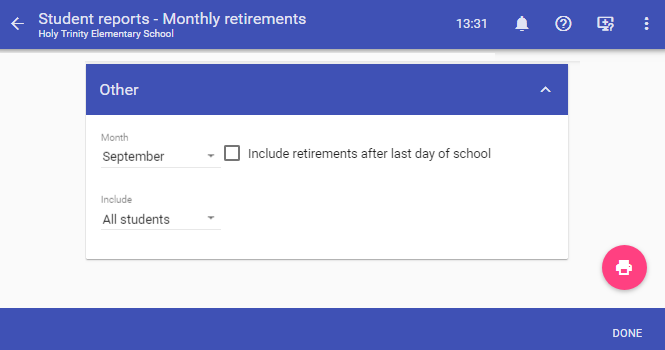 Student reports - Monthly retirements
Holy Trinity Elementary School
13:31
Other
Month
September
Include retirements after last day of school
Include
All students
DONE